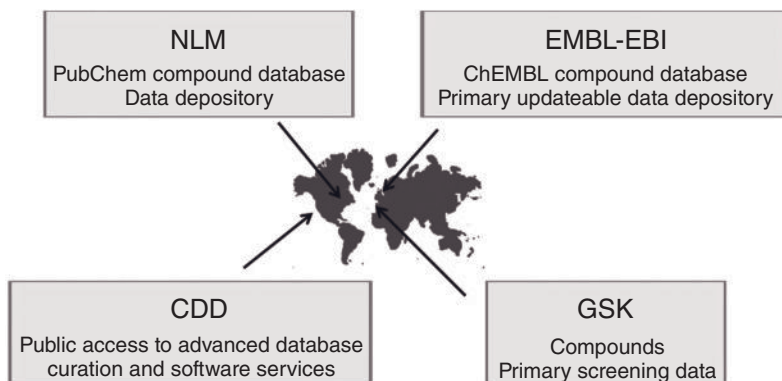 NLM
PubChem compound database
Data depository
EMBL-EBI
ChEMBL compound database
Primary updateable data depository
CDD
Public access to advanced database
curation and software services
GSK
Compounds
Primary screening data